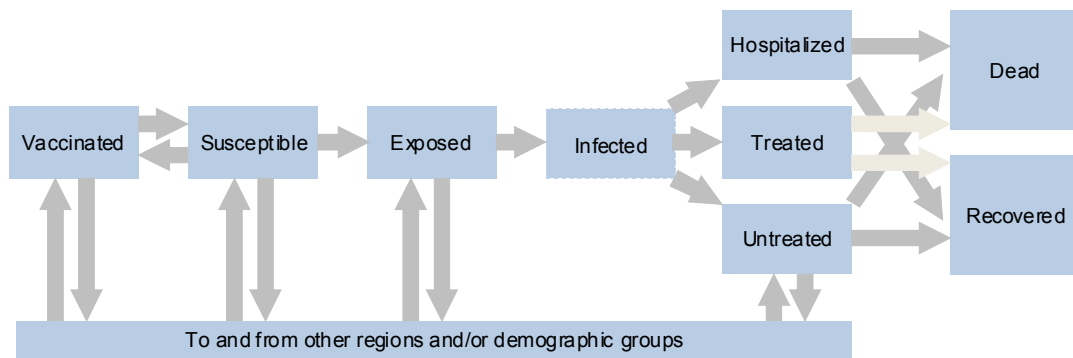 Hospitalized
Dead
Vaccinated
Susceptible
Exposed
Infected
Treated
Untreated
Recovered
To and from other regions and/or demographic groups